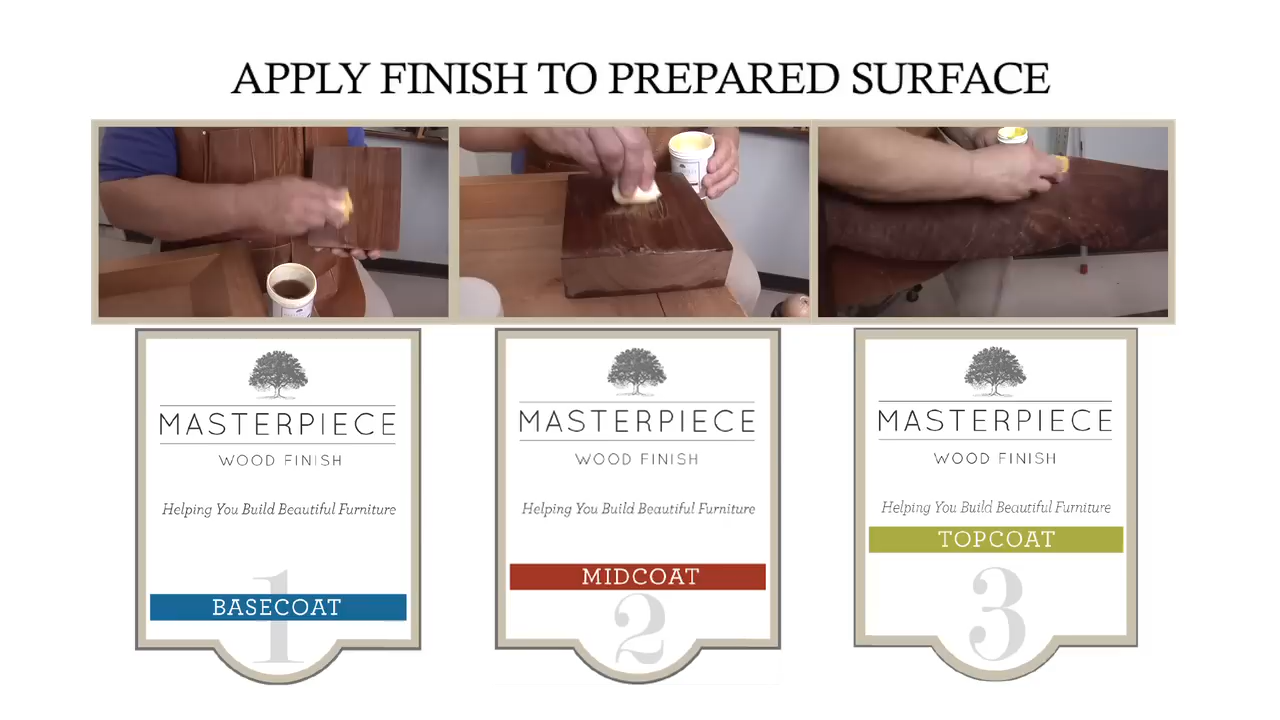 APPLY FINISH TO PREPARED SURFACE
MASTERPIECE
WOOD FINISH
Helping You Build Beautiful Furniture
BASECOAT
1
MASTERPIECE
WOOD FINISH
Helping You Build Beautiful Furniture
MIDCOAT
2
MASTERPIECE
WOOD FINISH
Helping You Build Beautiful Furniture
TOPCOAT
3